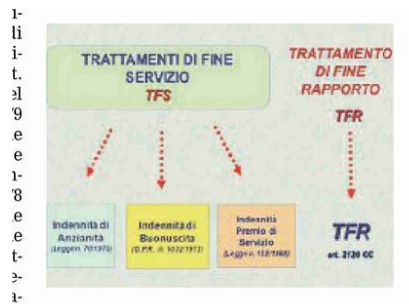 TRATTAMENTI DI FINE
SERVIZIO
TFS
TRATTAMENTO
DI FINE
RAPPORTO
TFR
Indennità di
Anzianità
(Legge n. 70/1975)
Indennità di
Buonuscita
(D.P.R. n. 1032/1973)
Indennità
Premio di
Servizio
(Legge n. 152/1968)
TFR
art. 2120 CC